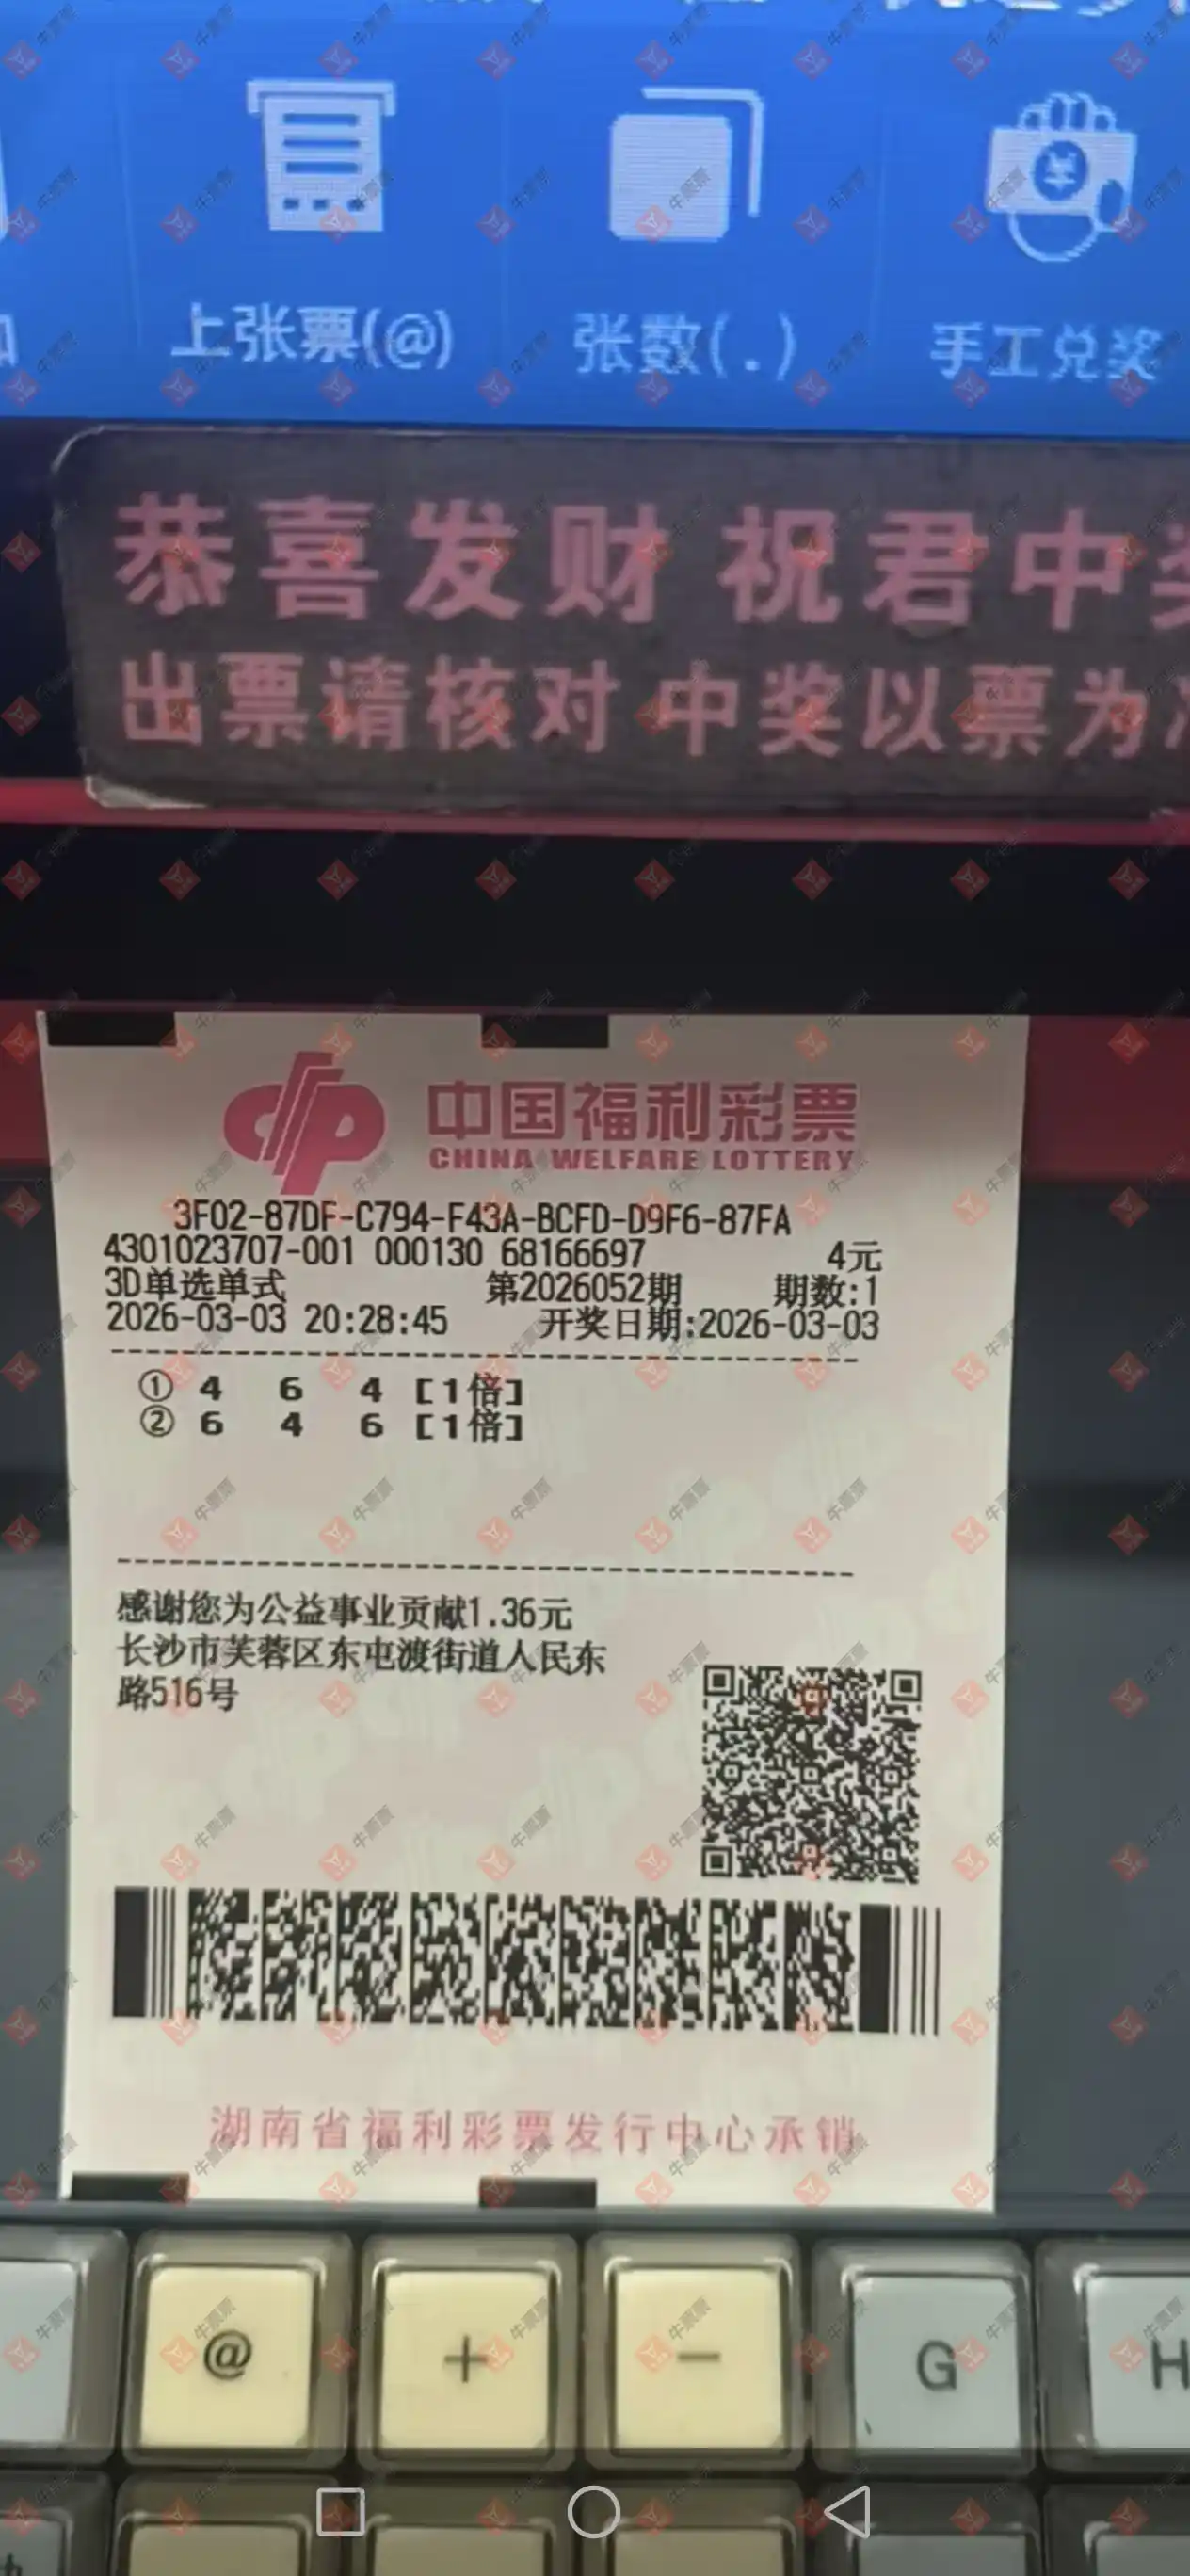 上张票(@) 张数(.) 手工兑奖
恭喜发财 祝君中奖
出票请核对 中奖以票为
中国福利彩票
CHINA WELFARE LOTTERY
3F02-87DF-C794-F43A-BCFD-D9F6-87FA
4301023707-001 000130 68166697 4元
3D单选单式 第2026052期 期数:1
2026-03-03 20:28:45 开奖日期:2026-03-03
① 4 6 4 [1倍]
② 6 4 6 [1倍]
感谢您为公益事业贡献1.36元
长沙市芙蓉区东屯渡街道人民东
路516号
湖南省福利彩票发行中心承销
@ + - G H